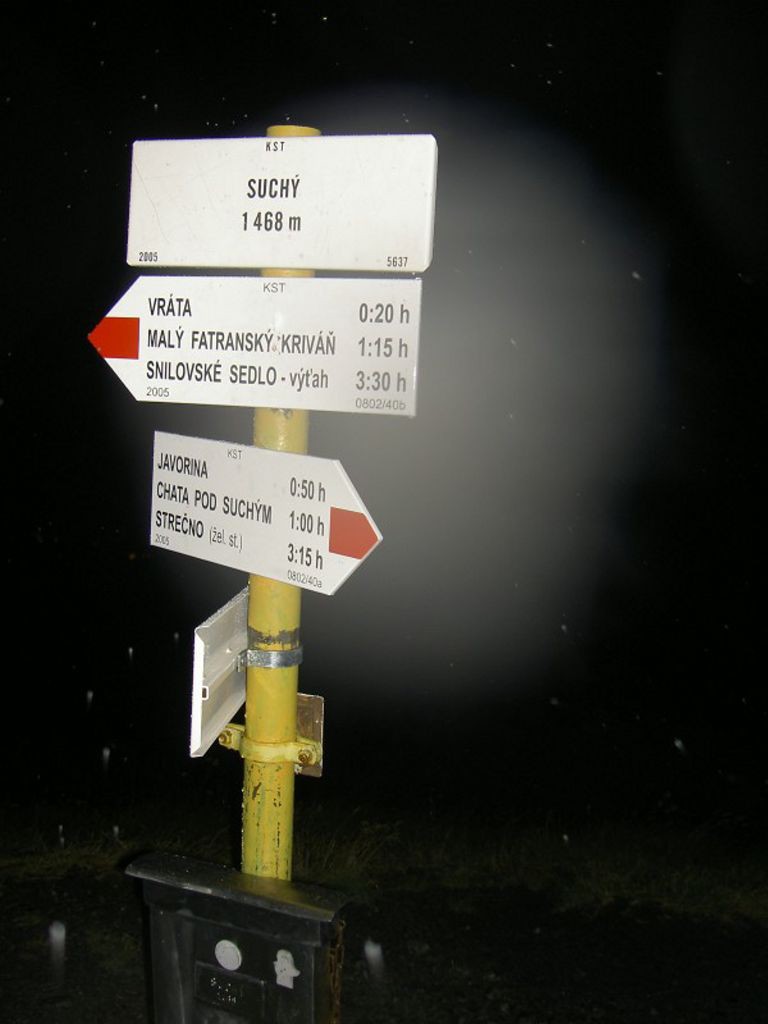 KST
SUCHÝ
1468 m
2005 5637
KST
VRÁTA 0:20 h
MALÝ FATRANSKÝ KRIVÁŇ 1:15 h
SNILOVSKÉ SEDLO - výťah 3:30 h
2005 0802/40b
KST
JAVORINA 0:50 h
CHATA POD SUCHÝM 1:00 h
STREČNO (žel. st.) 3:15 h
2005 0802/40a